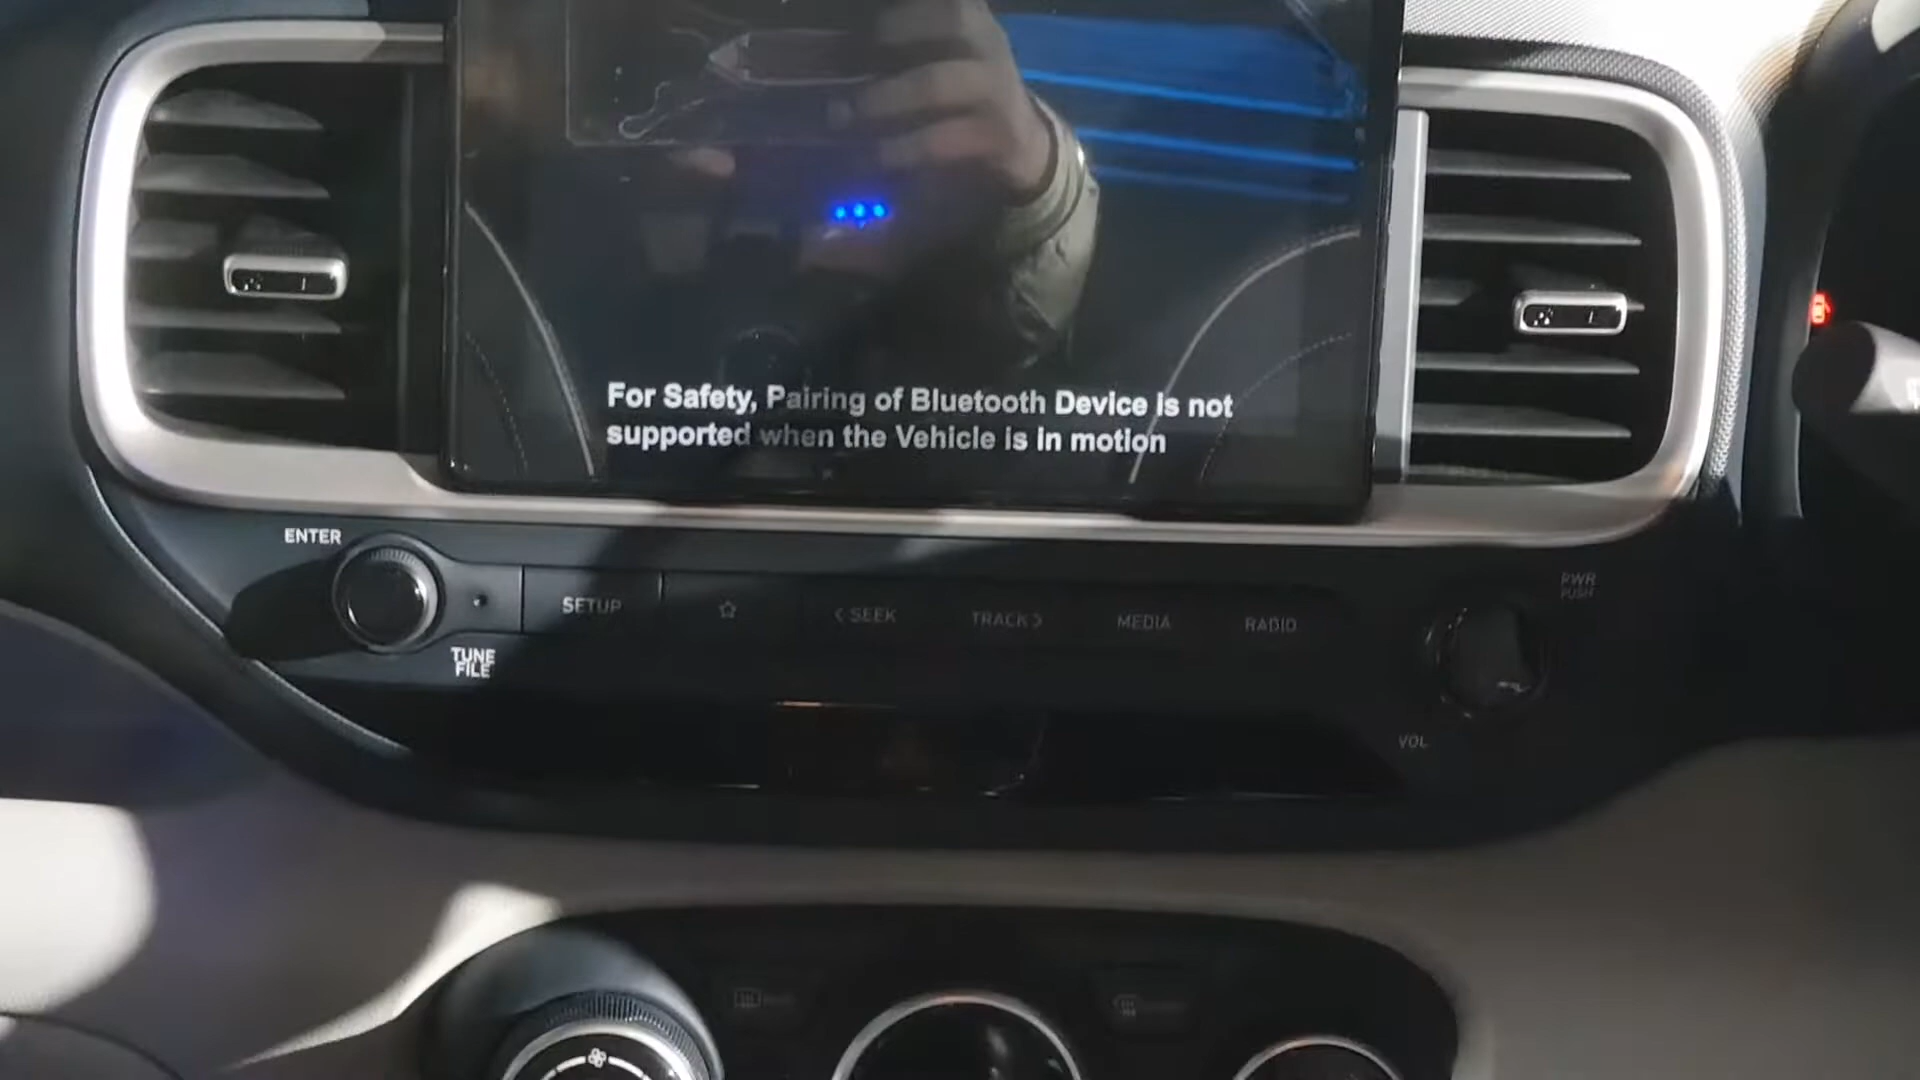 For Safety, Pairing of Bluetooth Device is not
supported when the Vehicle is in motion
ENTER
TUNE
FILE
SETUP
< SEEK
TRACK >
MEDIA
RADIO
PWR
PUSH
VOL